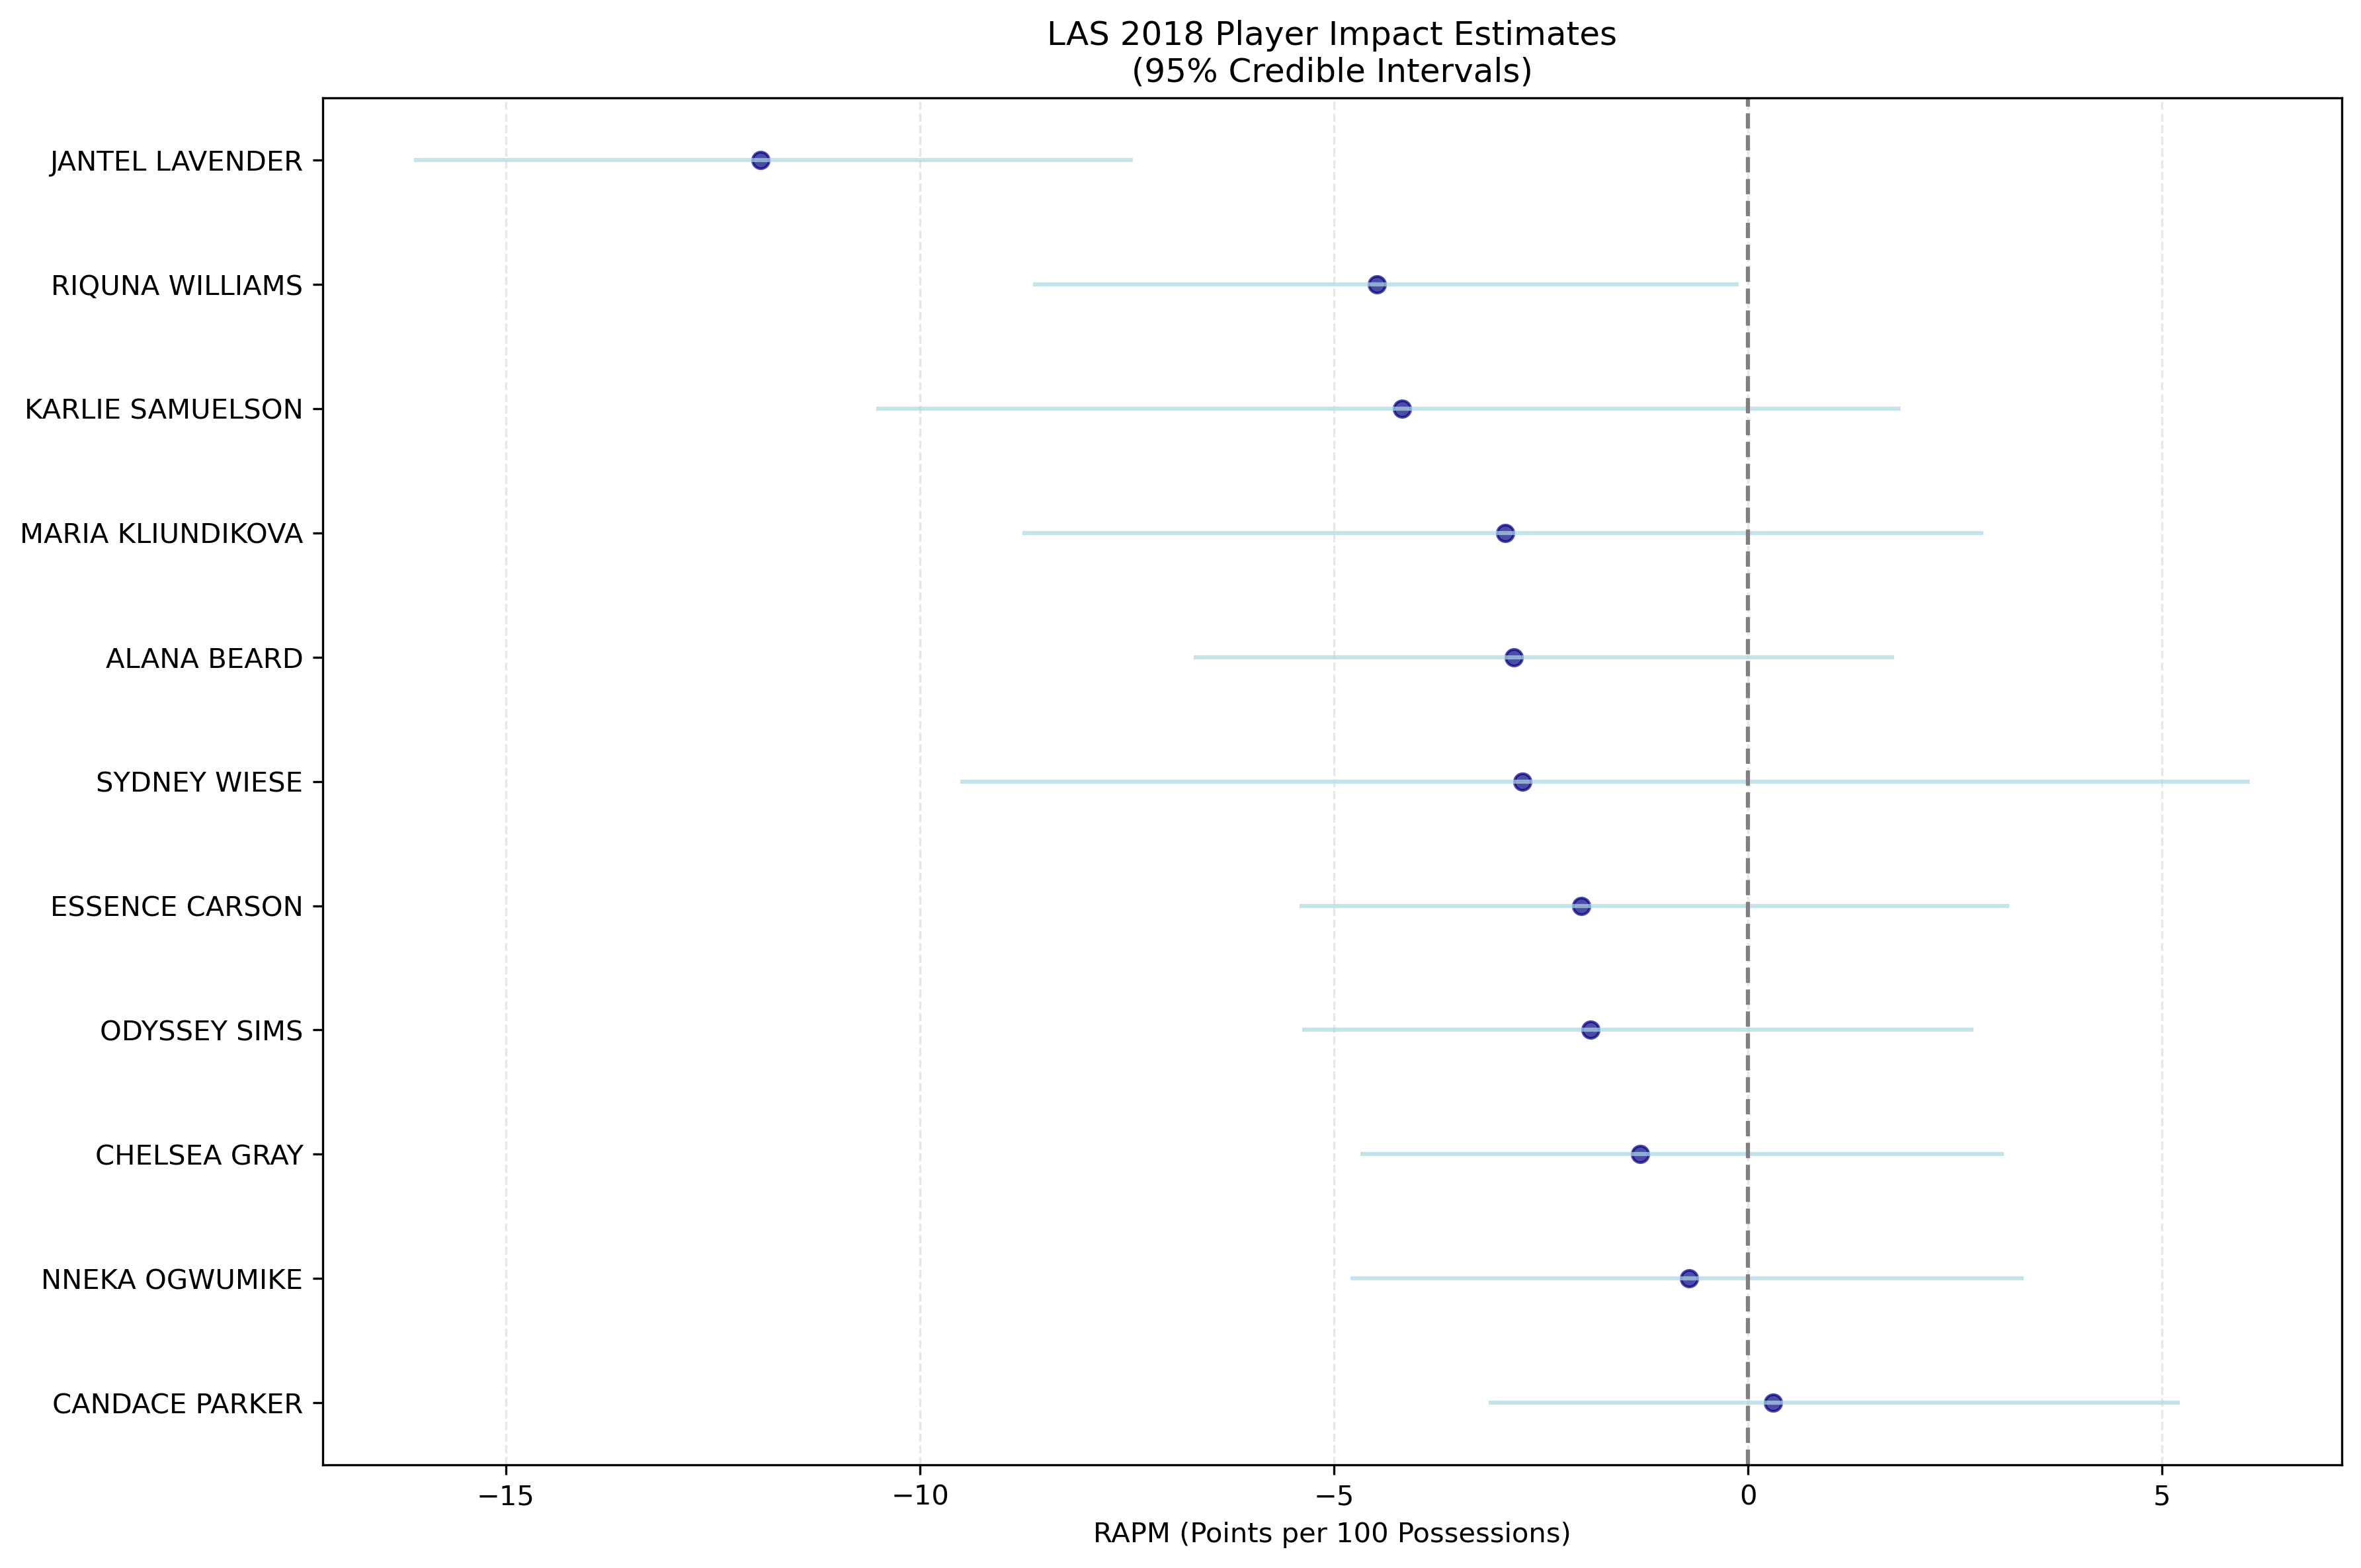 LAS 2018 Player Impact Estimates
(95% Credible Intervals)
JANTEL LAVENDER
RIQUNA WILLIAMS
KARLIE SAMUELSON
MARIA KLIUNDIKOVA
ALANA BEARD
SYDNEY WIESE
ESSENCE CARSON
ODYSSEY SIMS
CHELSEA GRAY
NNEKA OGWUMIKE
CANDACE PARKER
−15 −10 −5 0 5
RAPM (Points per 100 Possessions)